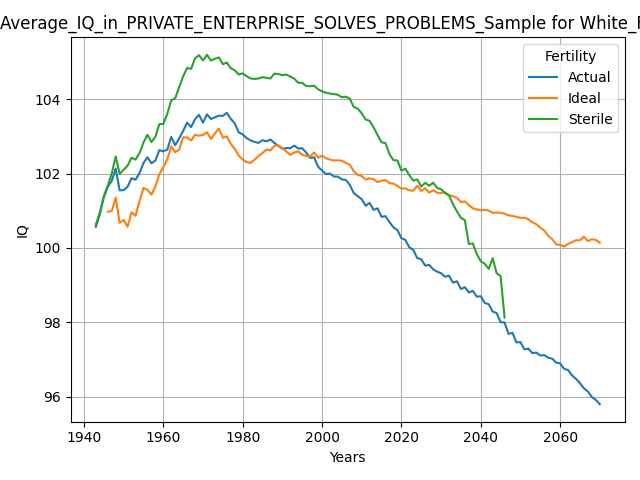 Average_IQ_in_PRIVATE_ENTERPRISE_SOLVES_PROBLEMS_Sample for White_
Fertility
Actual
Ideal
Sterile
104
102
100
98
96
IQ
1940 1960 1980 2000 2020 2040 2060
Years